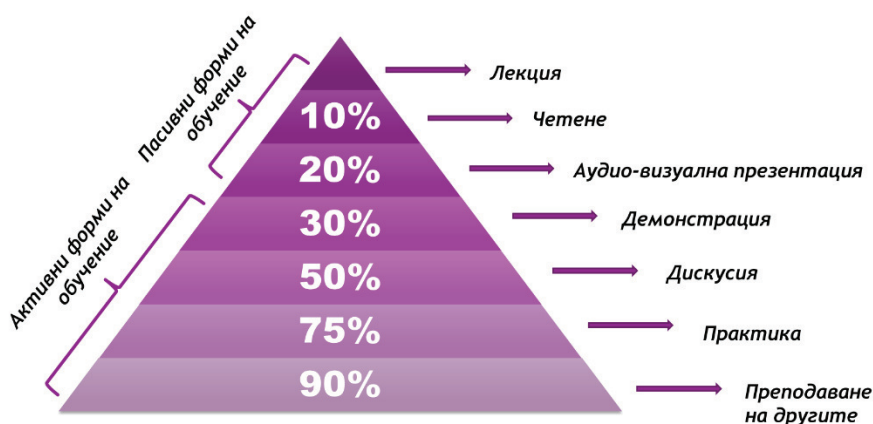 Пасивни форми на
обучение
Активни форми на
обучение
Лекция
10%
Четене
20%
Аудио-визуална презентация
30%
Демонстрация
50%
Дискусия
75%
Практика
90%
Преподаване
на другите